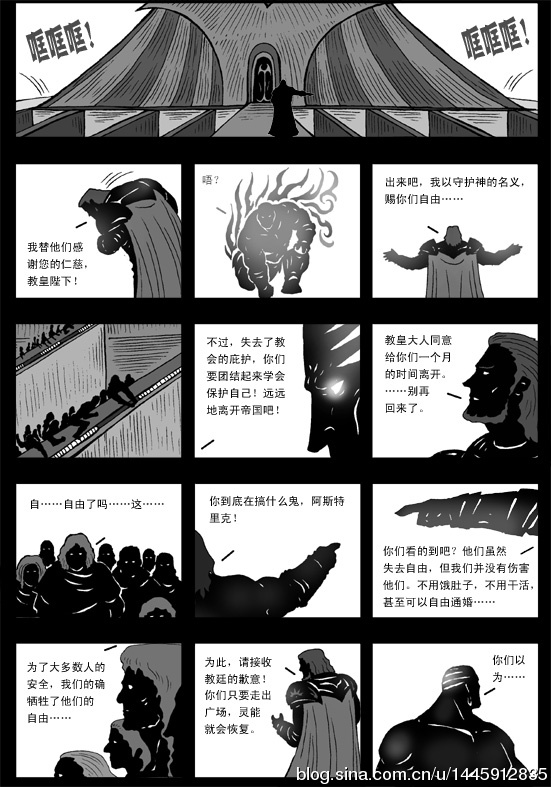 哐哐哐!
哐哐哐!
我替他们感
谢您的仁慈，
教皇陛下！
唔？
出来吧，我以守护神的名义，
赐你们自由……
不过，失去了教
会的庇护，你们
要团结起来学会
保护自己！远远
地离开帝国吧！
教皇大人同意
给你们一个月
的时间离开。
……别再
回来了。
自……自由了吗……这……
你到底在搞什么鬼，阿斯特
里克！
你们看的到吧？他们虽然
失去自由，但我们并没有伤害
他们。不用饿肚子，不用干活，
甚至可以自由通婚……
为了大多数人的
安全，我们的确
牺牲了他们的
自由……
为此，请接收
教廷的歉意！
你们只要走出
广场，灵能
就会恢复。
你们以
为……
blog.sina.com.cn/u/1445912835